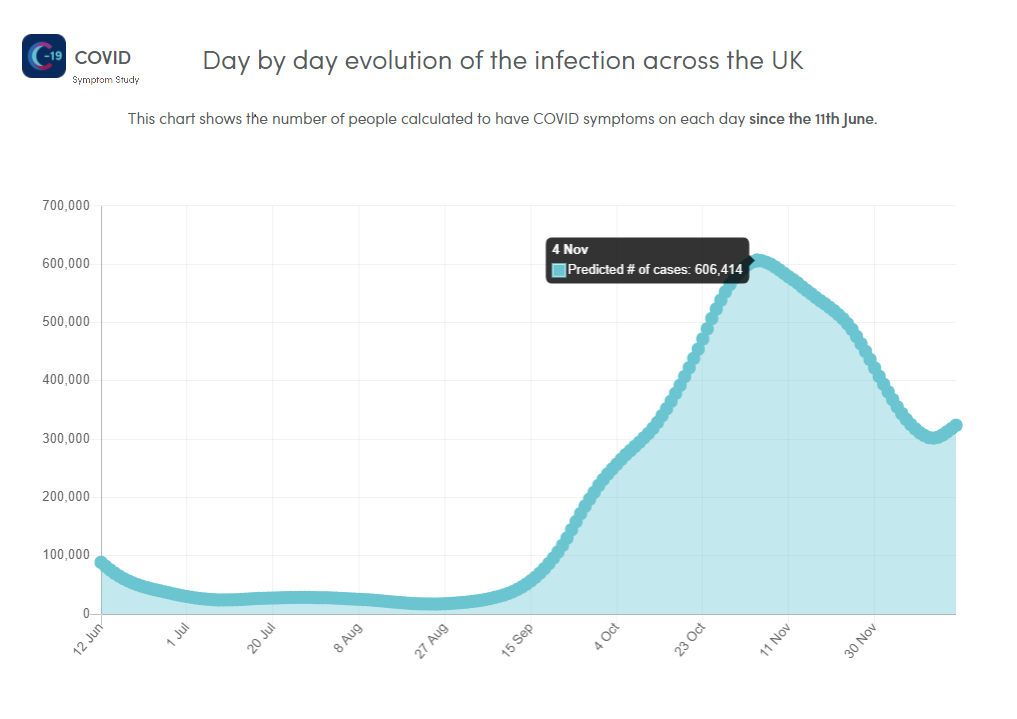 -19
COVID
Symptom Study
Day by day evolution of the infection across the UK
This chart shows the number of people calculated to have COVID symptoms on each day since the 11th June.
700,000
600,000
500,000
400,000
300,000
200,000
100,000
0
4 Nov
Predicted # of cases: 606,414
12 Jun
1 Jul
20 Jul
8 Aug
27 Aug
15 Sep
4 Oct
23 Oct
11 Nov
30 Nov